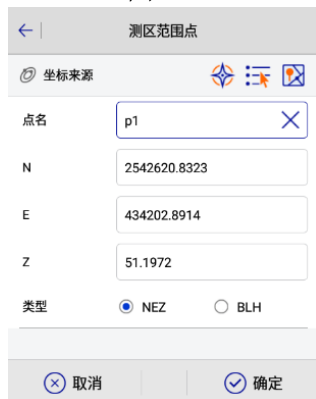 测区范围点
坐标来源
点名 p1
N 2542620.8323
E 434202.8914
Z 51.1972
类型 NEZ BLH
取消 确定